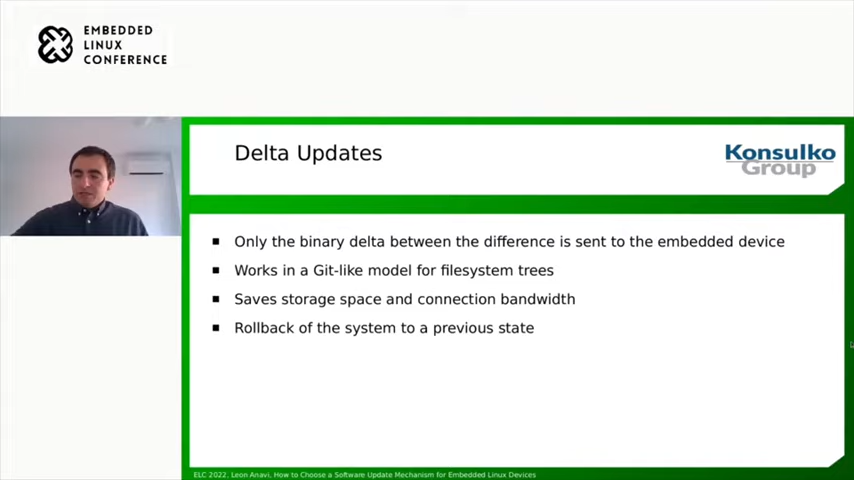 EMBEDDED
LINUX
CONFERENCE
Delta Updates
Konsulko
Group
Only the binary delta between the difference is sent to the embedded device
Works in a Git-like model for filesystem trees
Saves storage space and connection bandwidth
Rollback of the system to a previous state
ELC 2022, Leon Anavi, How to Choose a Software Update Mechanism for Embedded Linux Devices